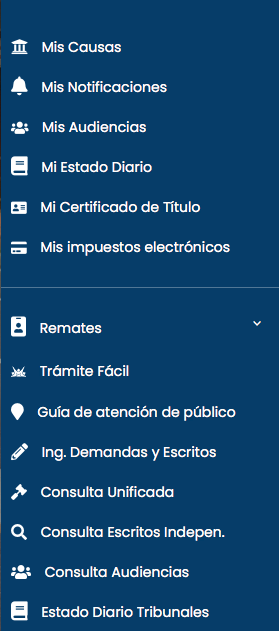 Mis Causas
Mis Notificaciones
Mis Audiencias
Mi Estado Diario
Mi Certificado de Título
Mis impuestos electrónicos
Remates
Trámite Fácil
Guía de atención de público
Ing. Demandas y Escritos
Consulta Unificada
Consulta Escritos Indepen.
Consulta Audiencias
Estado Diario Tribunales